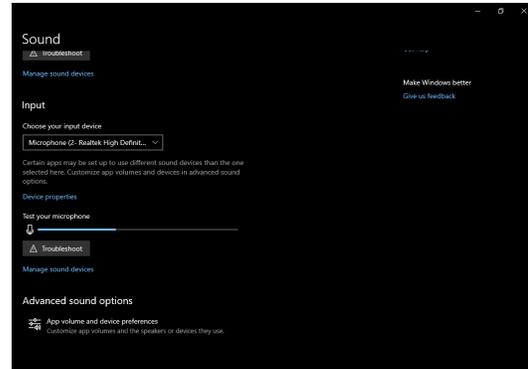 Sound
Troubleshoot
Manage sound devices
Make Windows better
Give us feedback
Input
Choose your input device
Microphone (2- Realtek High Definit...
Certain apps may be set up to use different sound devices than the one
selected here. Customize app volumes and devices in advanced sound
options.
Device properties
Test your microphone
Troubleshoot
Manage sound devices
Advanced sound options
App volume and device preferences
Customize app volumes and the speakers or devices they use.